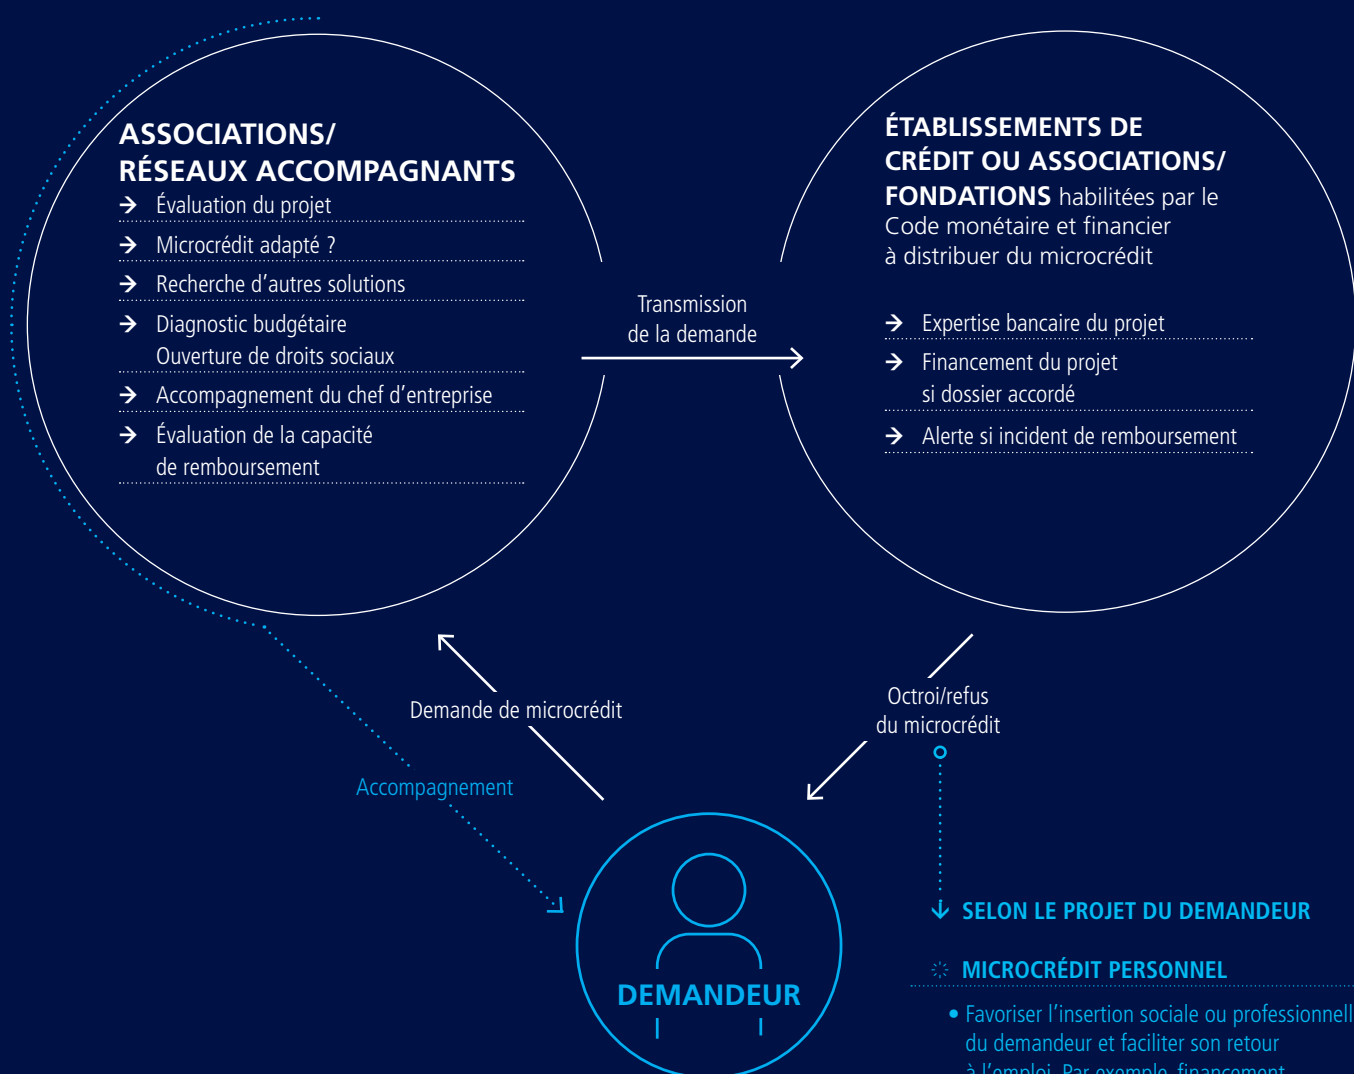 ASSOCIATIONS/
RÉSEAUX ACCOMPAGNANTS
→ Évaluation du projet
→ Microcrédit adapté ?
→ Recherche d'autres solutions
→ Diagnostic budgétaire
Ouverture de droits sociaux
→ Accompagnement du chef d'entreprise
→ Évaluation de la capacité
de remboursement
Transmission
de la demande
ÉTABLISSEMENTS DE
CRÉDIT OU ASSOCIATIONS/
FONDATIONS habilitées par le
Code monétaire et financier
à distribuer du microcrédit
→ Expertise bancaire du projet
→ Financement du projet
si dossier accordé
→ Alerte si incident de remboursement
Demande de microcrédit
Octroi/refus
du microcrédit
Accompagnement
DEMANDEUR
SELON LE PROJET DU DEMANDEUR
MICROCRÉDIT PERSONNEL
• Favoriser l'insertion sociale ou professionnell
du demandeur et faciliter son retour
à l'emploi. Par exemple, financement